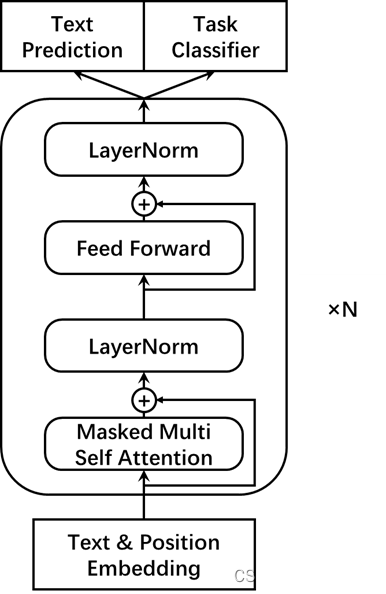 Text
Prediction
Task
Classifier
LayerNorm
+
Feed Forward
×N
LayerNorm
+
Masked Multi
Self Attention
Text & Position
Embedding
CS